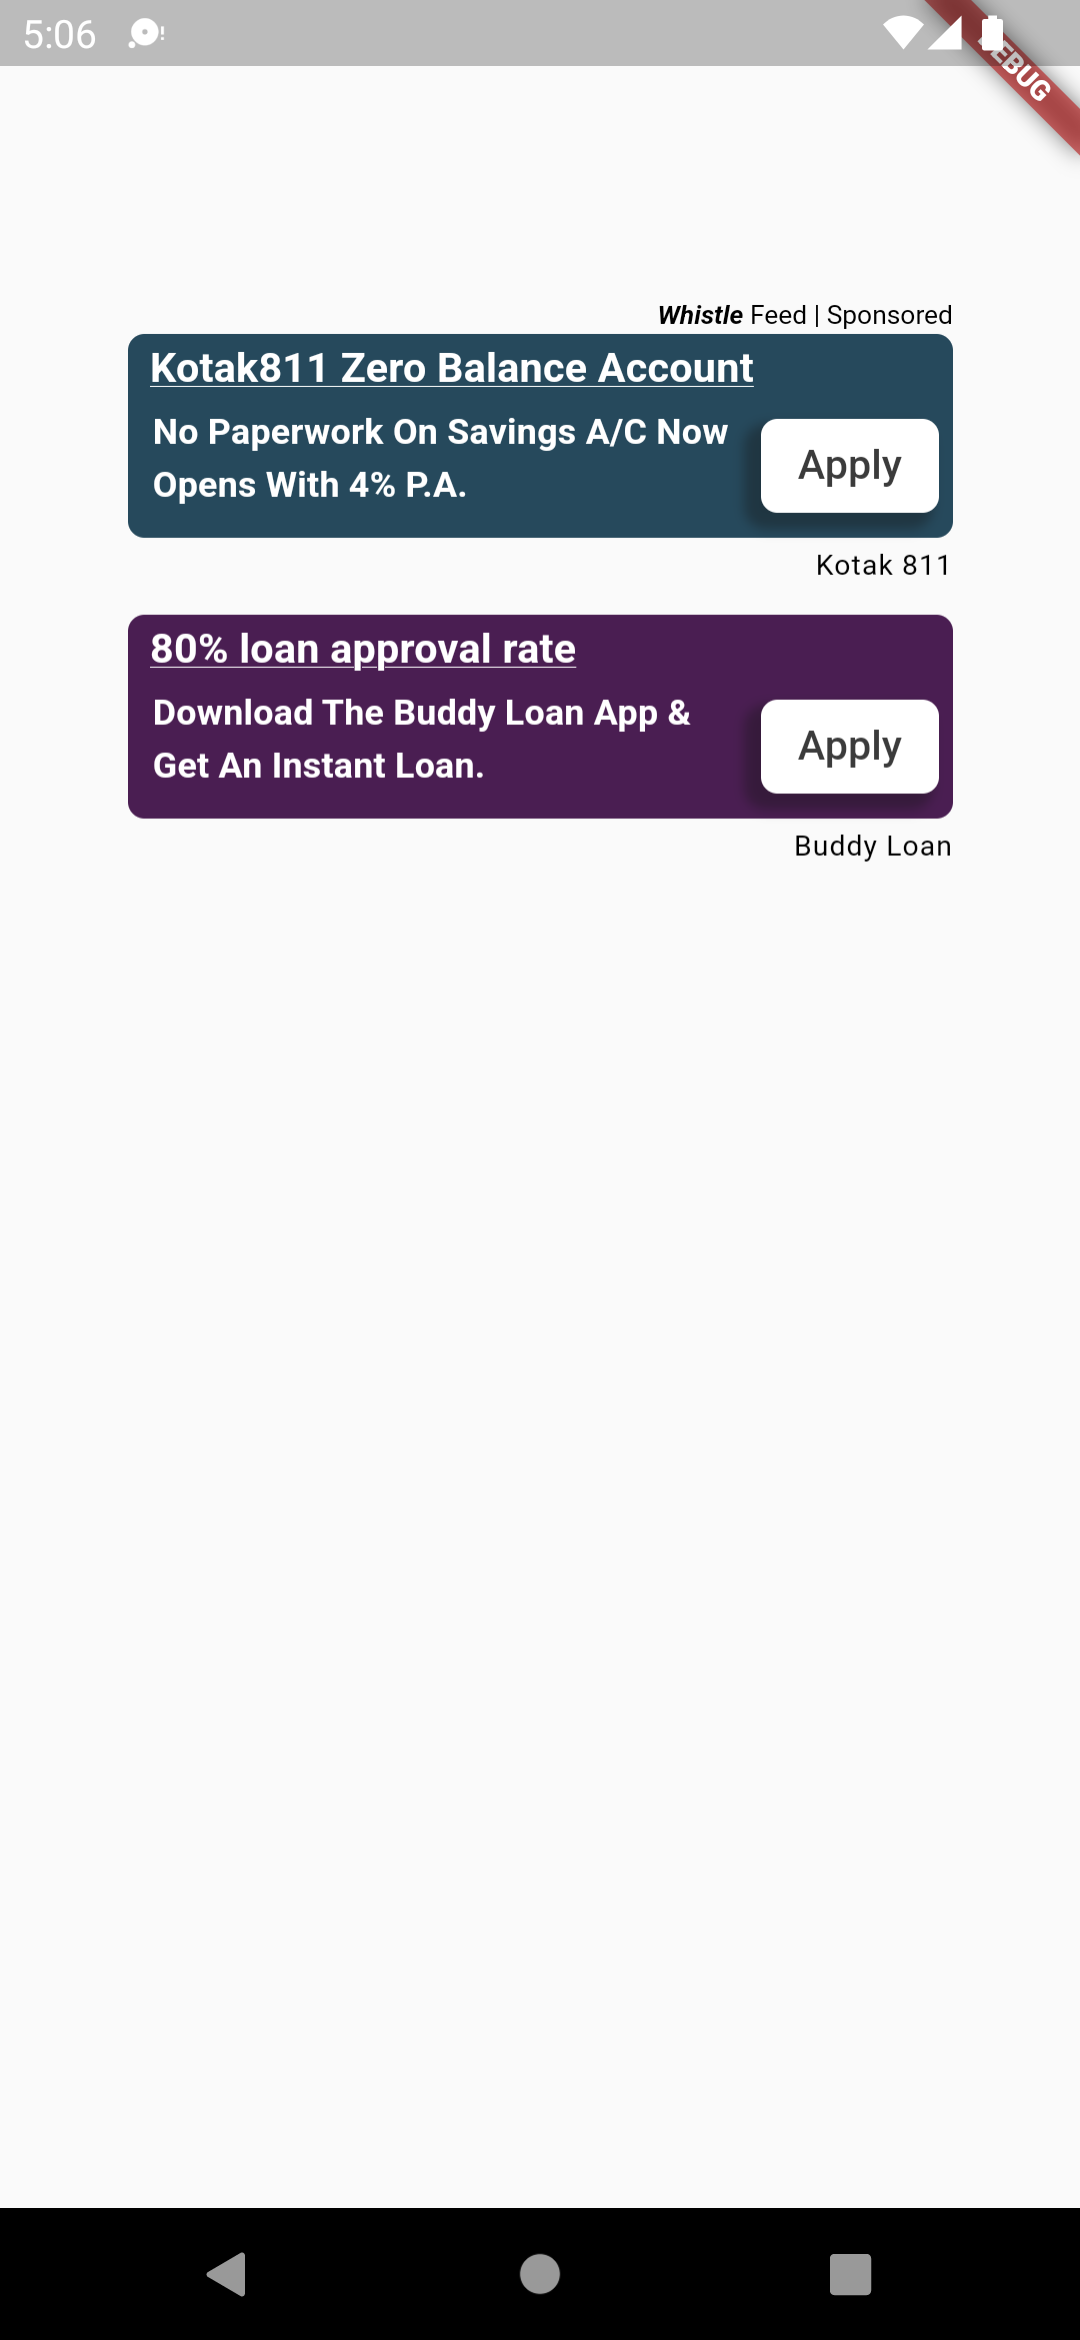 5:06
DEBUG
Whistle Feed | Sponsored
Kotak811 Zero Balance Account
No Paperwork On Savings A/C Now
Opens With 4% P.A.
Apply
Kotak 811
80% loan approval rate
Download The Buddy Loan App &
Get An Instant Loan.
Apply
Buddy Loan